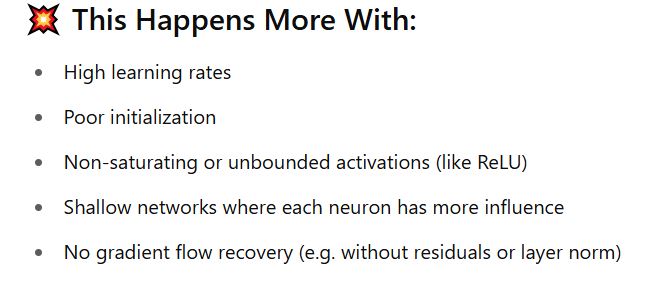 💥 This Happens More With:
• High learning rates
• Poor initialization
• Non-saturating or unbounded activations (like ReLU)
• Shallow networks where each neuron has more influence
• No gradient flow recovery (e.g. without residuals or layer norm)